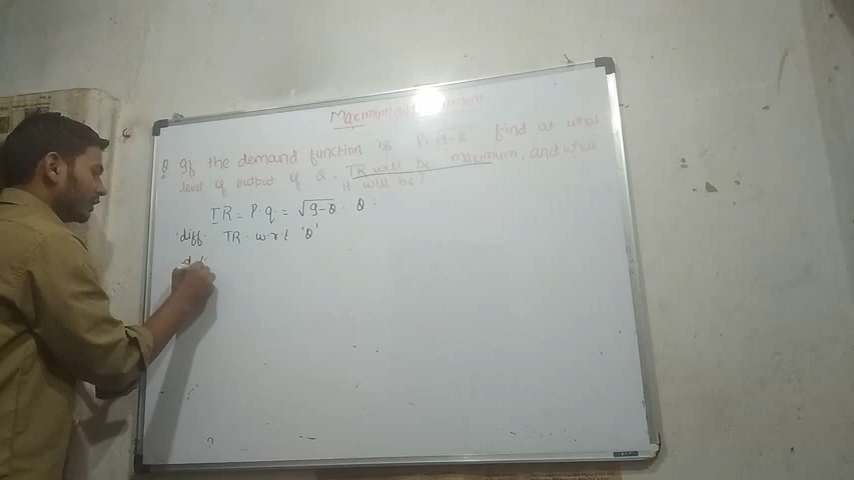 Maximum
Q If the demand function is P = √9-Q find at what
level of output of Q, TR will be maximum, and what
it will be?
TR = P·q = √9-Q · Q
diff. TR w.r.t 'Q'
d